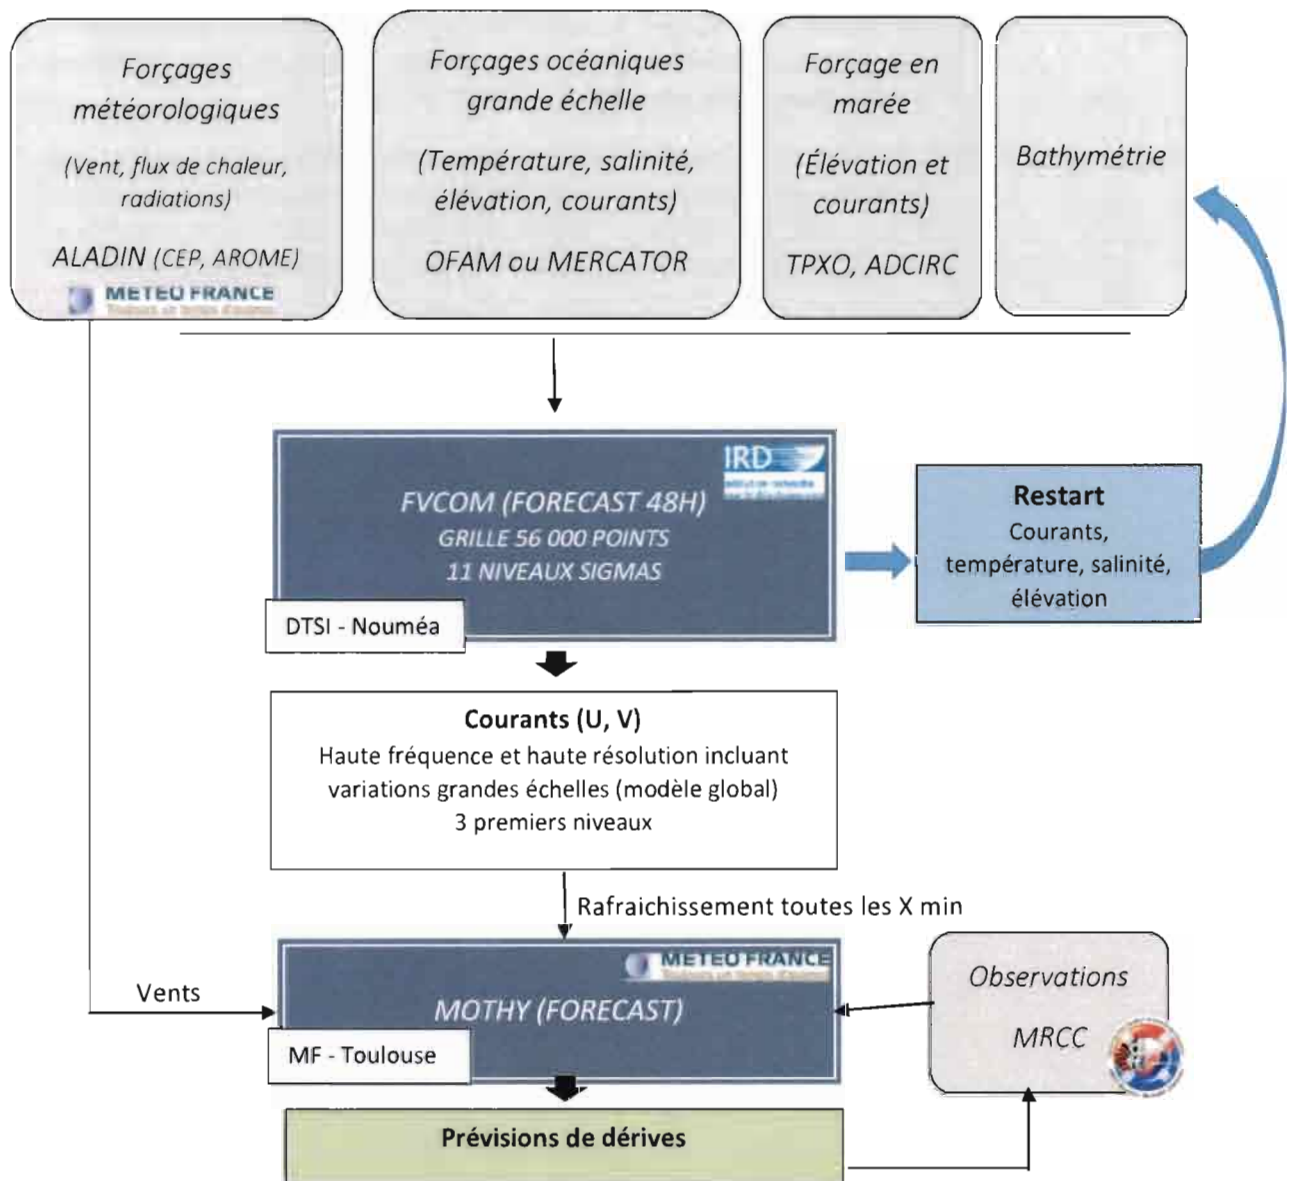 Forçages
météorologiques
(Vent, flux de chaleur,
radiations)
ALADIN (CEP, AROME)
METEO FRANCE
Forçages océaniques
grande échelle
(Température, salinité,
élévation, courants)
OFAM ou MERCATOR
Forçage en
marée
(Élévation et
courants)
TPXO, ADCIRC
Bathymétrie
IRD
FVCOM (FORECAST 48H)
GRILLE 56 000 POINTS
11 NIVEAUX SIGMAS
DTSI - Nouméa
Restart
Courants,
température, salinité,
élévation
Courants (U, V)
Haute fréquence et haute résolution incluant
variations grandes échelles (modèle global)
3 premiers niveaux
Rafraichissement toutes les X min
Vents
METEO FRANCE
MOTHY (FORECAST)
MF - Toulouse
Observations
MRCC
Prévisions de dérives